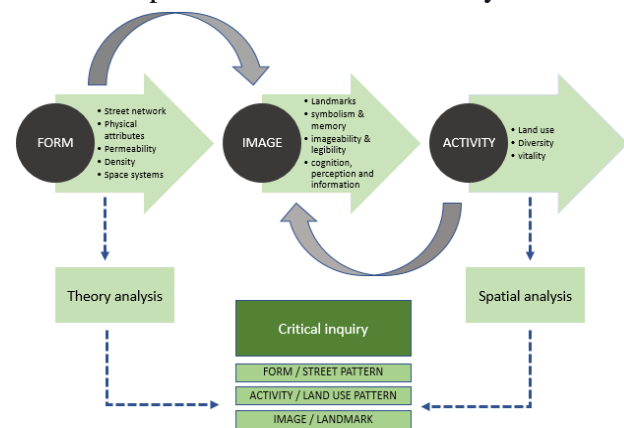 FORM
• Street network
• Physical
attributes
• Permeability
• Density
• Space systems
IMAGE
• Landmarks
• symbolism &
memory
• imageability &
legibility
• cognition,
perception and
information
ACTIVITY
• Land use
• Diversity
• vitality
Theory analysis
Spatial analysis
Critical inquiry
FORM / STREET PATTERN
ACTIVITY / LAND USE PATTERN
IMAGE / LANDMARK